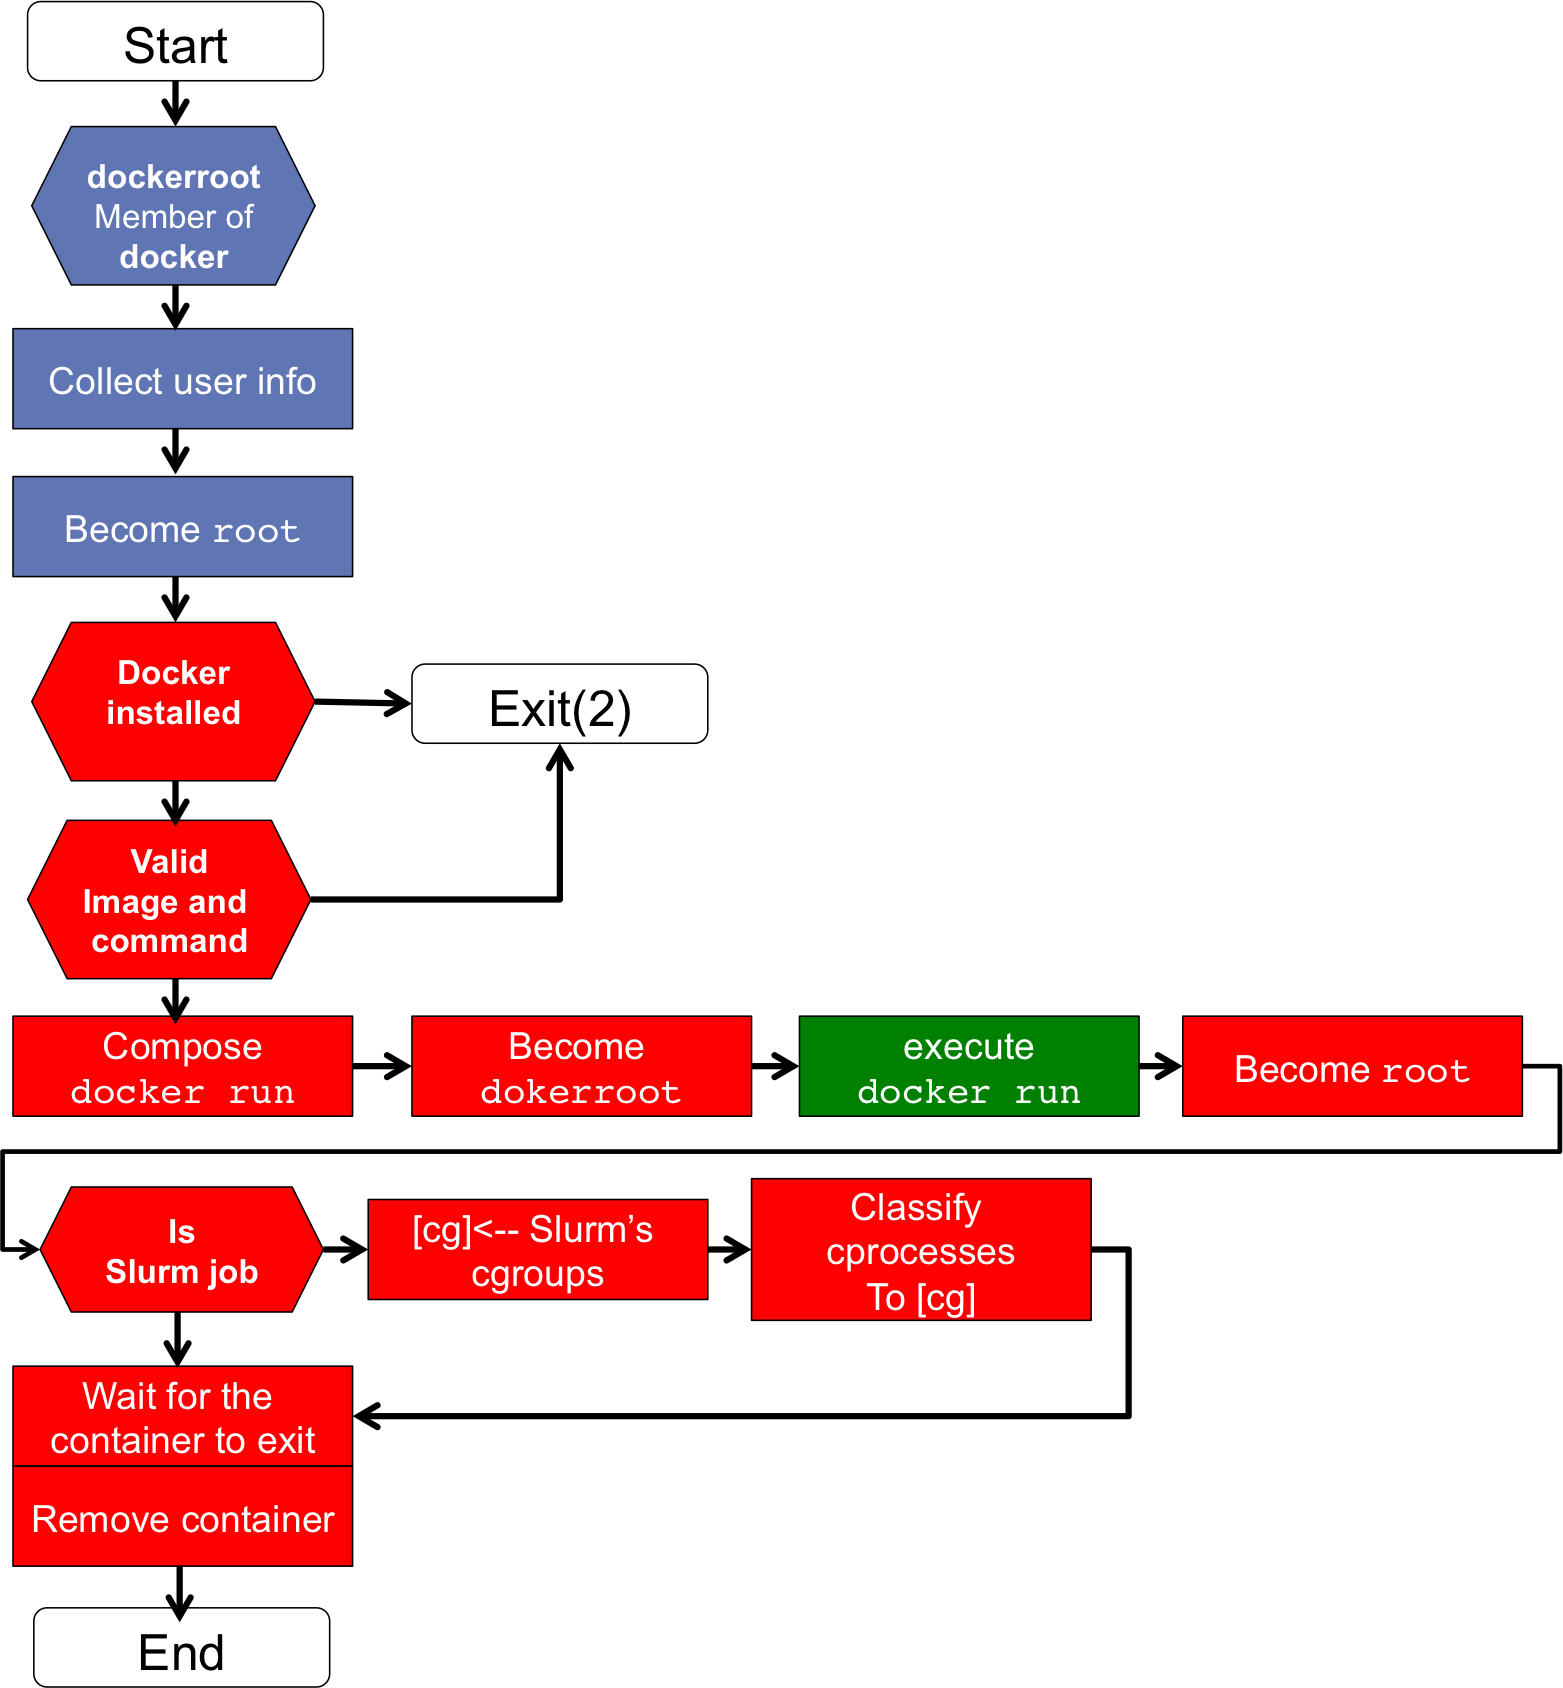 Start
dockerroot
Member of
docker
Collect user info
Become root
Docker
installed
Exit(2)
Valid
Image and
command
Compose
docker run
Become
dokerroot
execute
docker run
Become root
Is
Slurm job
[cg]<-- Slurm’s
cgroups
Classify
cprocesses
To [cg]
Wait for the
container to exit
Remove container
End